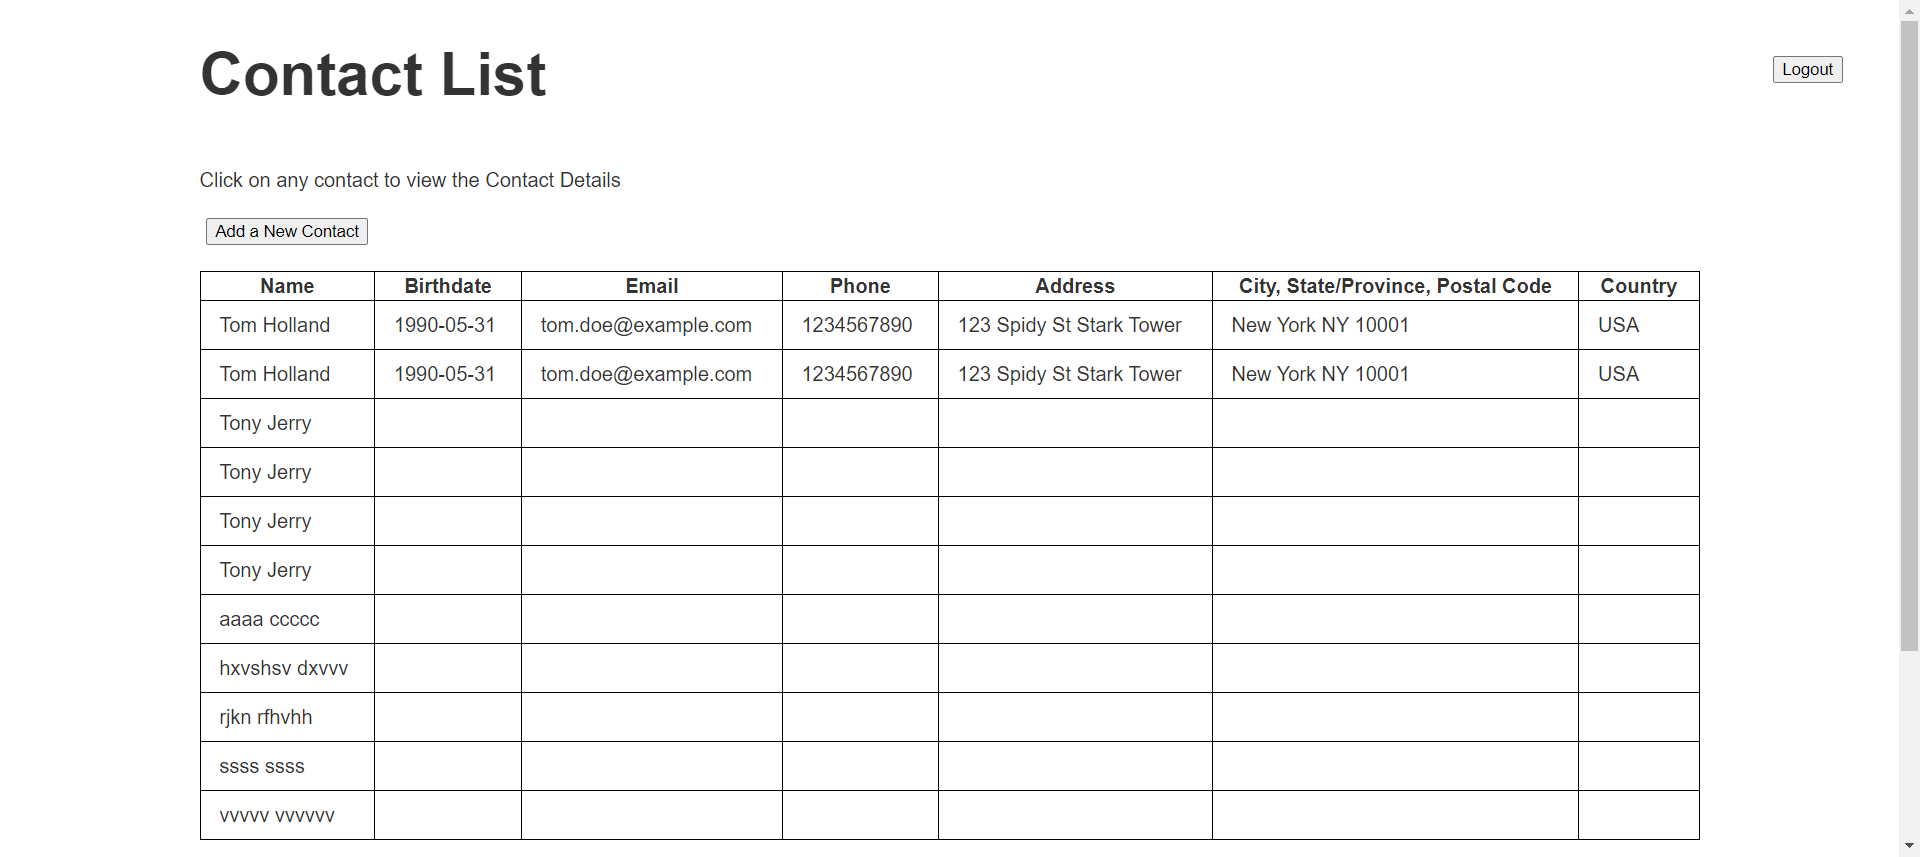 Contact List
Logout
Click on any contact to view the Contact Details
Add a New Contact
Name Birthdate Email Phone Address City, State/Province, Postal Code Country
Tom Holland 1990-05-31 tom.doe@example.com 1234567890 123 Spidy St Stark Tower New York NY 10001 USA
Tom Holland 1990-05-31 tom.doe@example.com 1234567890 123 Spidy St Stark Tower New York NY 10001 USA
Tony Jerry
Tony Jerry
Tony Jerry
Tony Jerry
aaaa ccccc
hxvshsv dxvvv
rjkn rfhvhh
ssss ssss
vvvvv vvvvvv